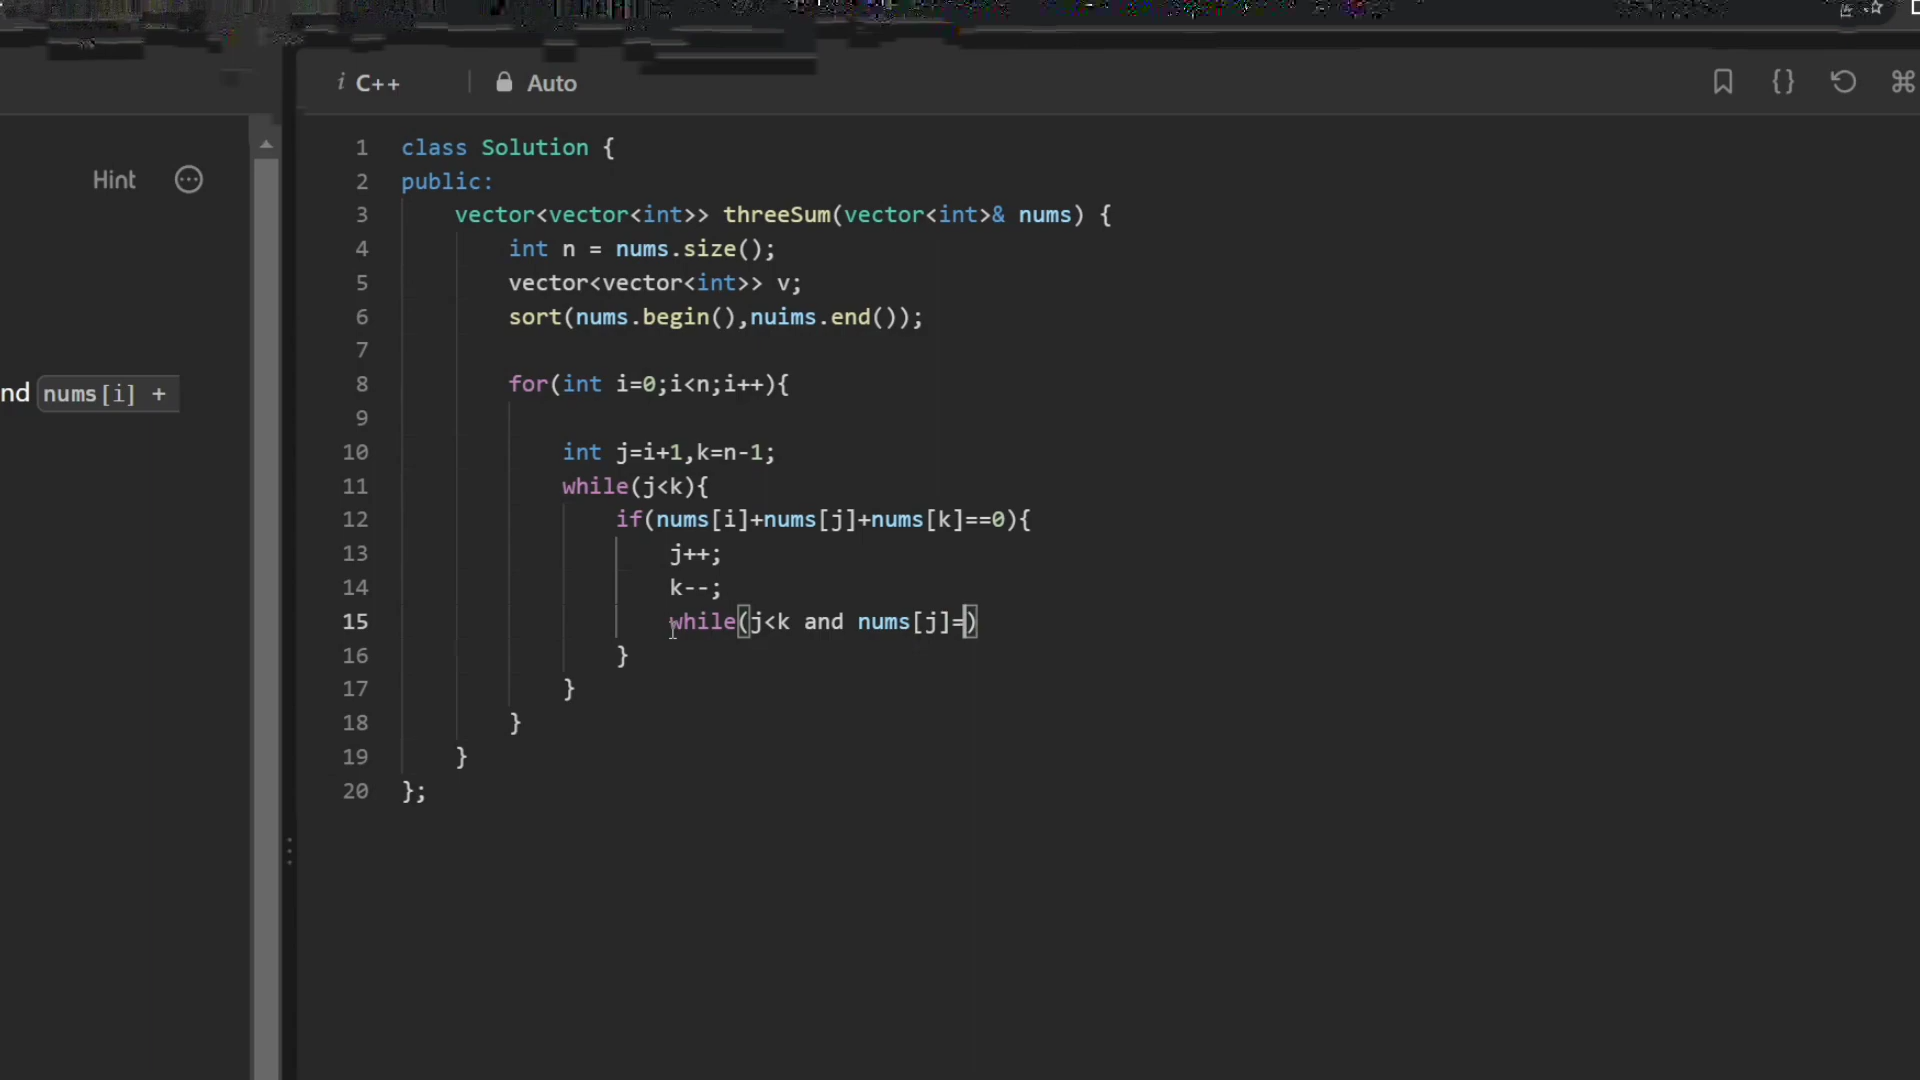 i C++ Auto {} ⌘
Hint
nd nums[i] +
1 class Solution {
2 public:
3 vector<vector<int>> threeSum(vector<int>& nums) {
4 int n = nums.size();
5 vector<vector<int>> v;
6 sort(nums.begin(),nuims.end());
7
8 for(int i=0;i<n;i++){
9
10 int j=i+1,k=n-1;
11 while(j<k){
12 if(nums[i]+nums[j]+nums[k]==0){
13 j++;
14 k--;
15 while(j<k and nums[j]=)
16 }
17 }
18 }
19 }
20 };